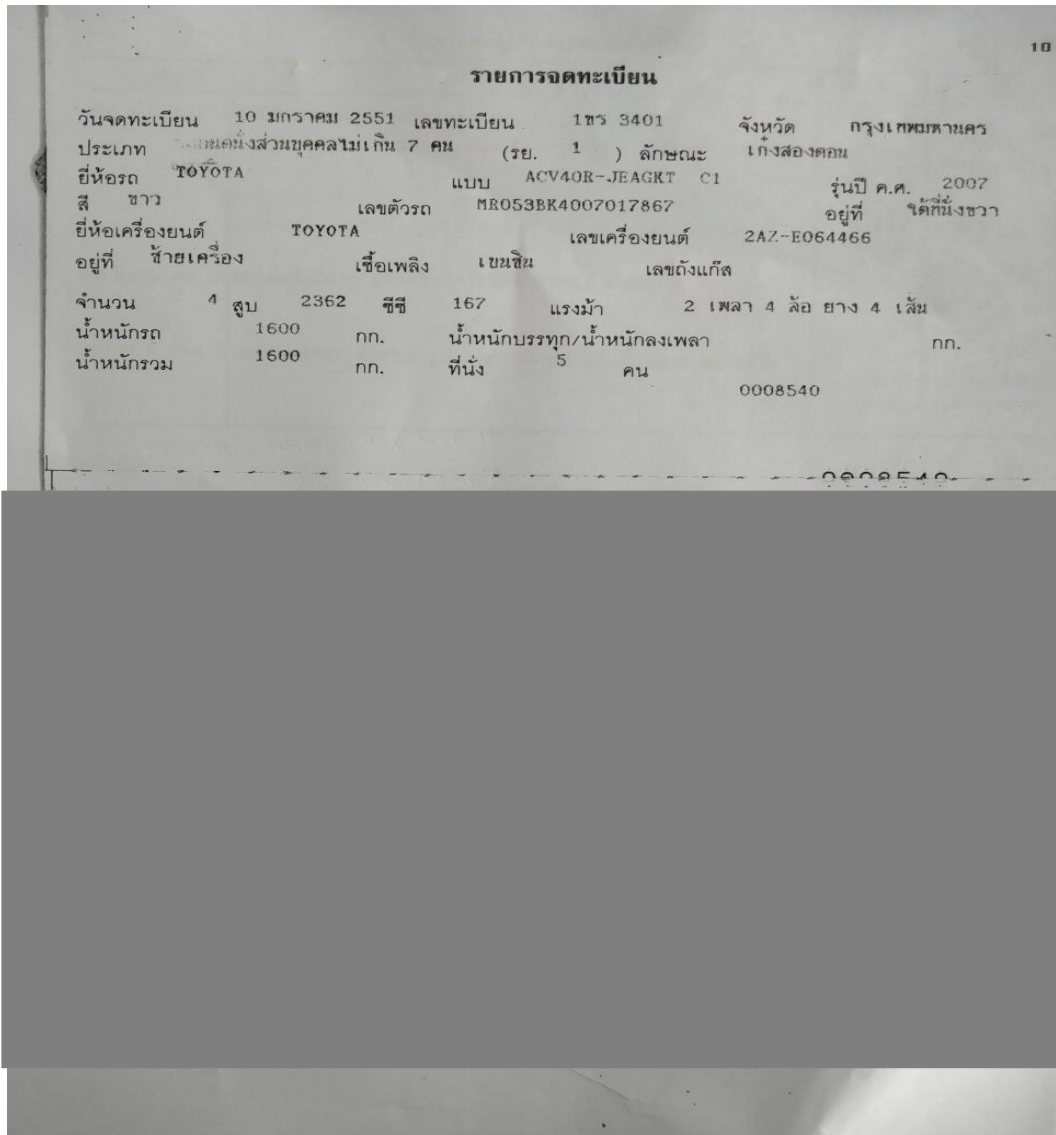 10
รายการจดทะเบียน
วันจดทะเบียน 10 มกราคม 2551 เลขทะเบียน 3401 จังหวัด กรุงเทพมหานคร
ประเภท นั่งส่วนบุคคลไม่เกิน 7 คน (รย. 1 ) ลักษณะ เก๋งสองตอน
ยี่ห้อรถ TOYOTA แบบ ACV40R-JEAGKT C1 รุ่นปี ค.ศ. 2007
สี ขาว เลขตัวรถ MR053BK4007017867 อยู่ที่ ใต้ที่นั่งขวา
ยี่ห้อเครื่องยนต์ TOYOTA เลขเครื่องยนต์ 2AZ-E064466
อยู่ที่ ซ้ายเครื่อง เชื้อเพลิง เบนซิน เลขถังแก๊ส
จำนวน 4 สูบ 2362 ซีซี 167 แรงม้า 2 เพลา 4 ล้อ ยาง 4 เส้น
น้ำหนักรถ 1600 กก. น้ำหนักบรรทุก/น้ำหนักลงเพลา กก.
น้ำหนักรวม 1600 กก. ที่นั่ง 5 คน
0008540
0008540